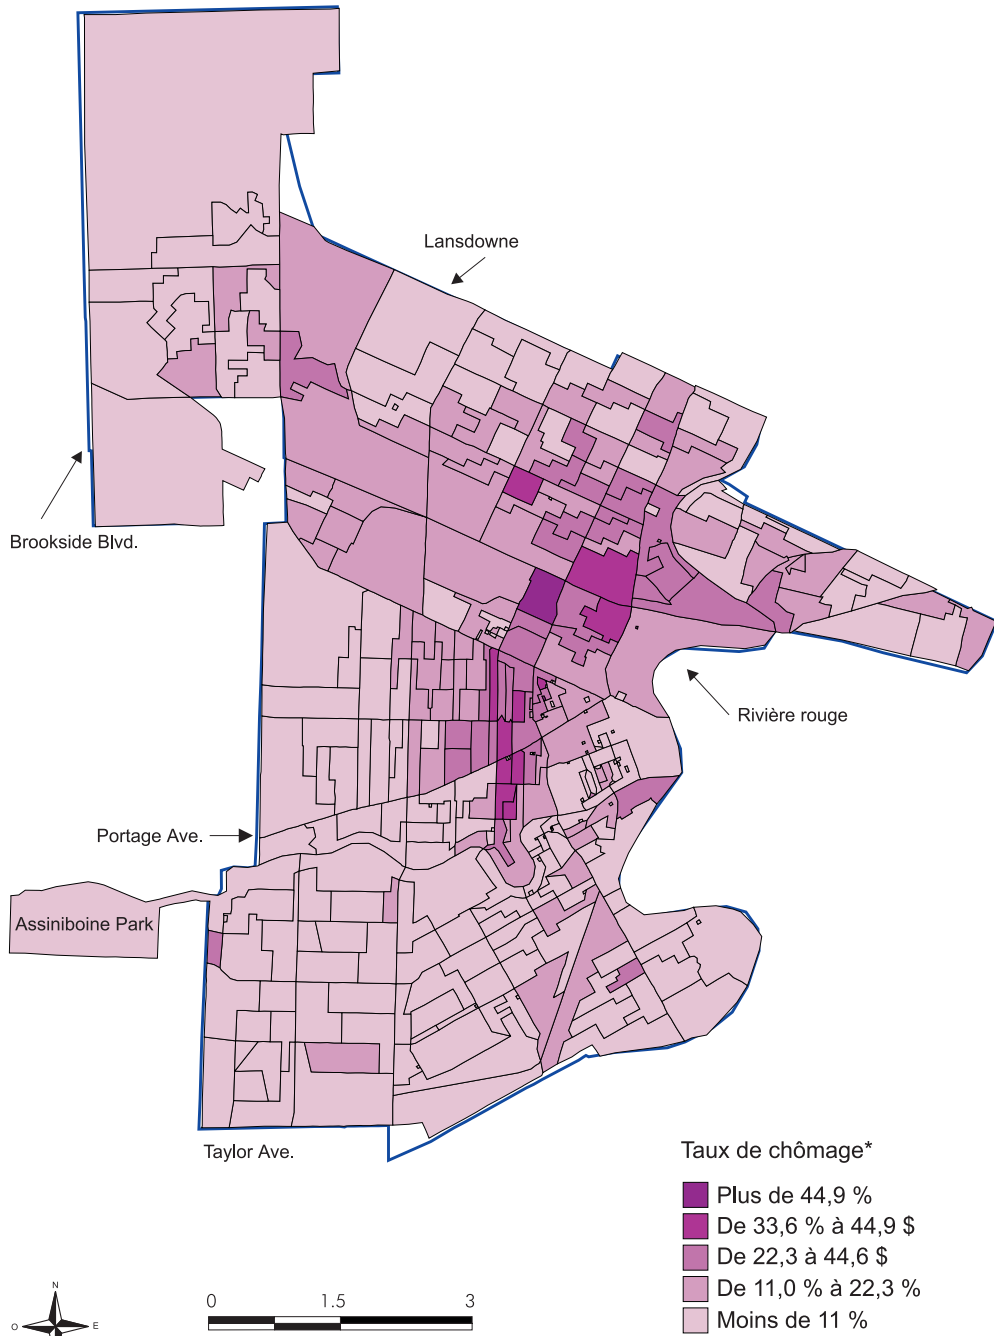 Lansdowne
Brookside Blvd.
Rivière rouge
Portage Ave.
Assiniboine Park
Taylor Ave.
Taux de chômage*
Plus de 44,9 %
De 33,6 % à 44,9 $
De 22,3 à 44,6 $
De 11,0 % à 22,3 %
Moins de 11 %
N
O E
0 1.5 3